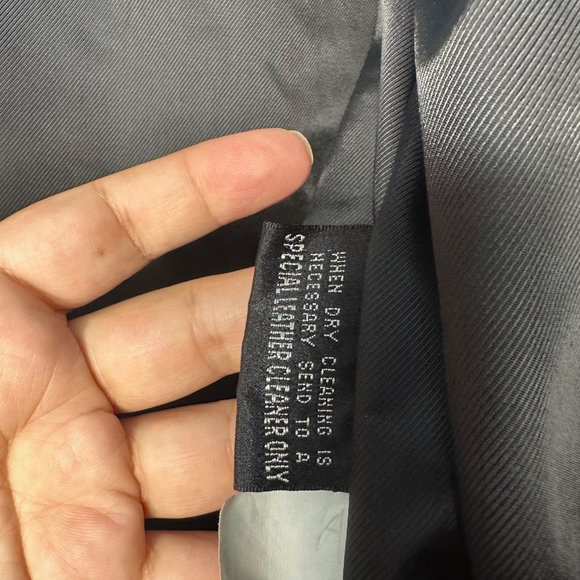 WHEN DRY CLEANING IS
NECESSARY SEND TO A
SPECIAL LEATHER CLEANER ONLY